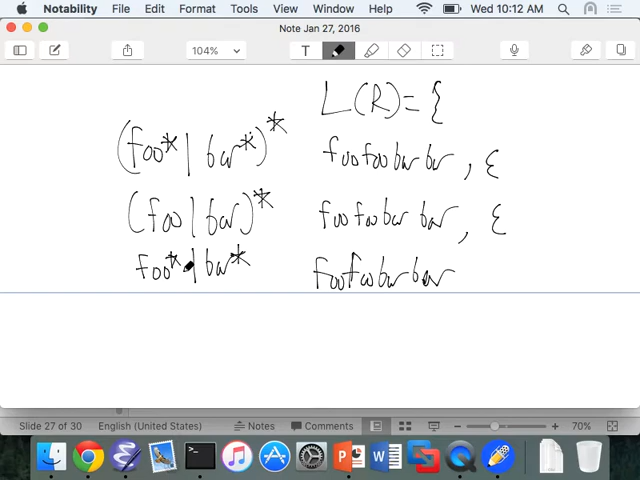 Notability File Edit View Tools Window Help Wed 10:12 AM
Note Jan 27, 2016
104% T
L(R)={
(foo*|bar*)* foofoobarbar, ε
(foo|bar)* foofoobarbar, ε
foo*|bar* foofoobarbar
Slide 27 of 30 English (United States) Notes Comments 70%